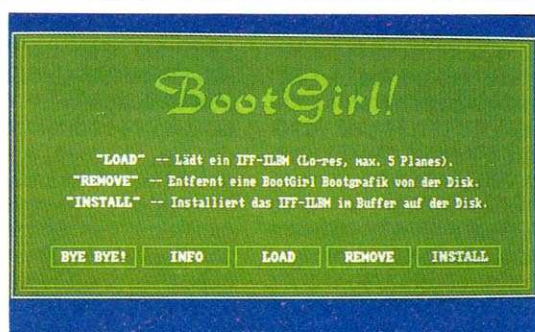 BootGirl!
"LOAD" -- Lädt ein IFF-ILBM (Lo-res, max. 5 Planes).
"REMOVE" -- Entfernt eine BootGirl Bootgrafik von der Disk.
"INSTALL" -- Installiert das IFF-ILBM im Buffer auf der Disk.
BYE BYE! INFO LOAD REMOVE INSTALL